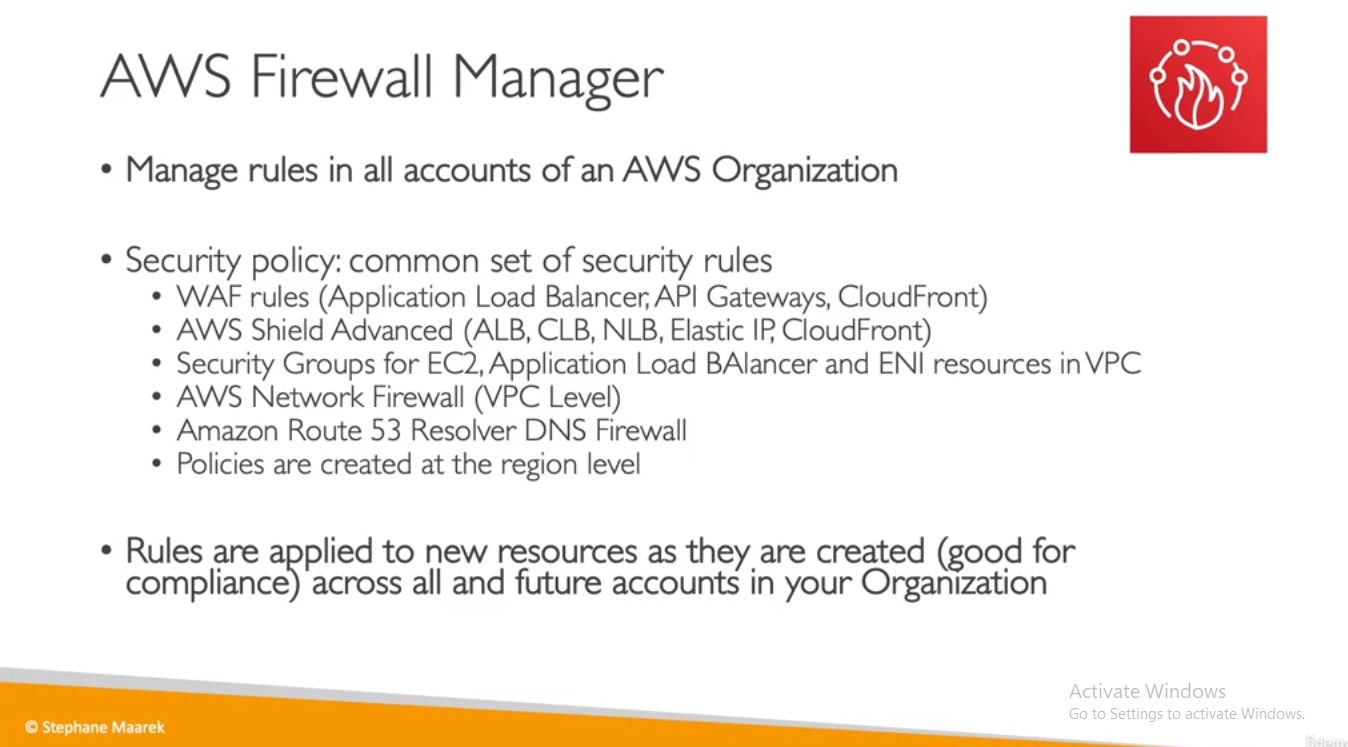 AWS Firewall Manager
• Manage rules in all accounts of an AWS Organization
• Security policy: common set of security rules
• WAF rules (Application Load Balancer, API Gateways, CloudFront)
• AWS Shield Advanced (ALB, CLB, NLB, Elastic IP, CloudFront)
• Security Groups for EC2, Application Load BAlancer and ENI resources in VPC
• AWS Network Firewall (VPC Level)
• Amazon Route 53 Resolver DNS Firewall
• Policies are created at the region level
• Rules are applied to new resources as they are created (good for
compliance) across all and future accounts in your Organization
Activate Windows
Go to Settings to activate Windows.
© Stephane Maarek
Udemy